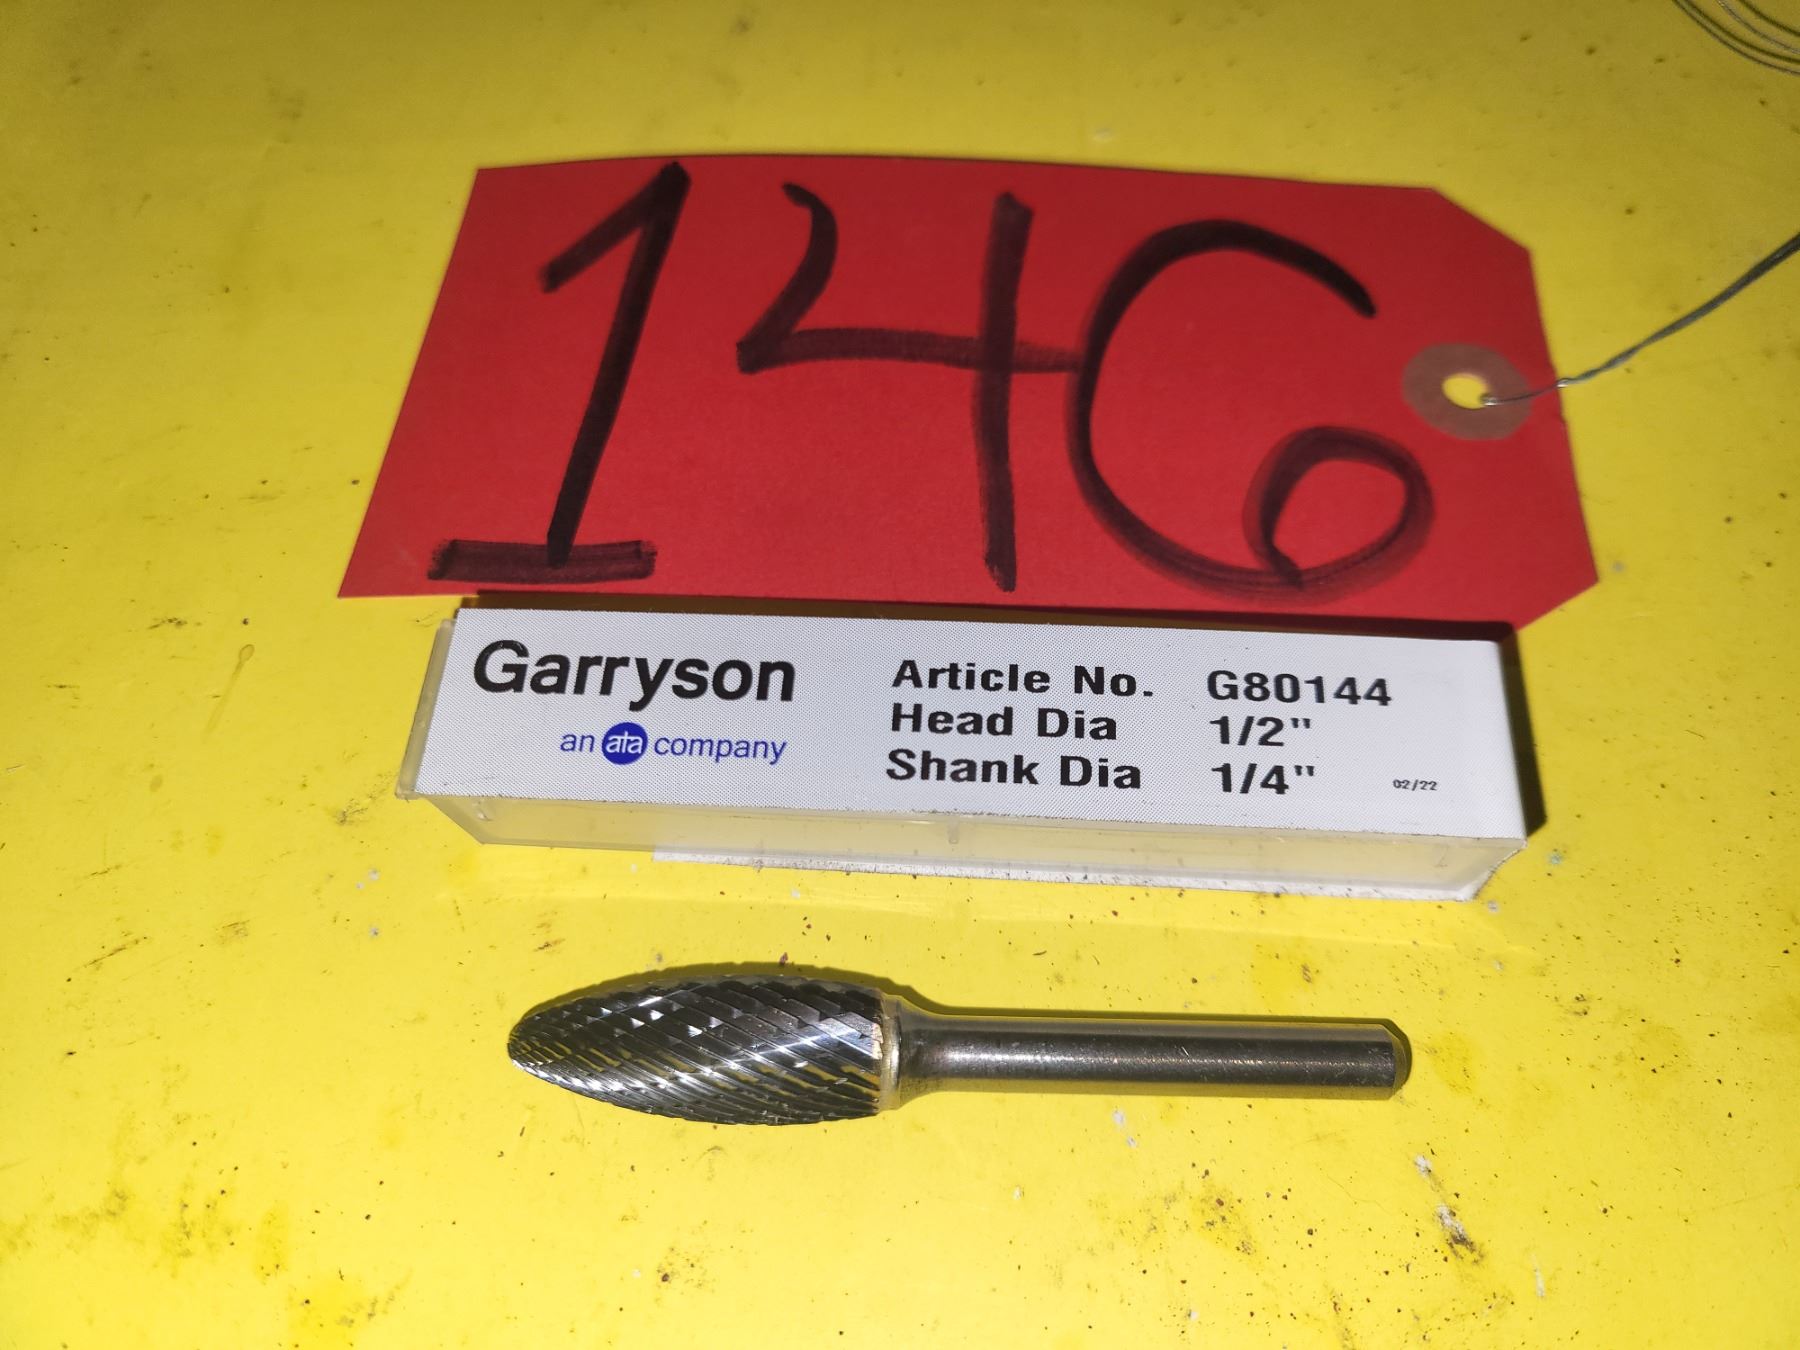 146
Garryson
an ata company
Article No. G80144
Head Dia 1/2"
Shank Dia 1/4"
02/22